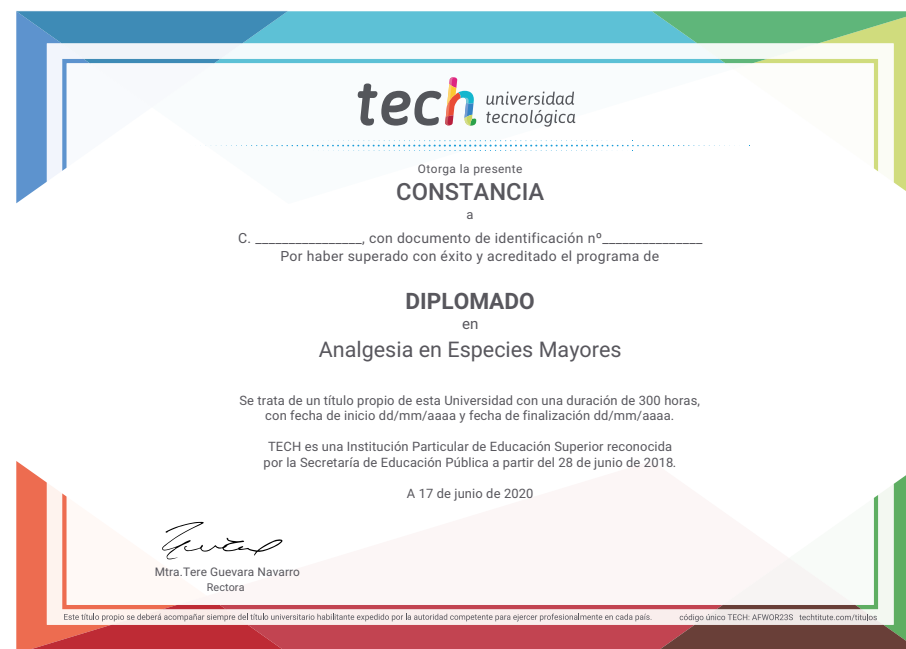 tech universidad
tecnológica
Otorga la presente
CONSTANCIA
a
C. ________________, con documento de identificación nº_______________
Por haber superado con éxito y acreditado el programa de
DIPLOMADO
en
Analgesia en Especies Mayores
Se trata de un título propio de esta Universidad con una duración de 300 horas,
con fecha de inicio dd/mm/aaaa y fecha de finalización dd/mm/aaaa.
TECH es una Institución Particular de Educación Superior reconocida
por la Secretaría de Educación Pública a partir del 28 de junio de 2018.
A 17 de junio de 2020
Mtra.Tere Guevara Navarro
Rectora
Este título propio se deberá acompañar siempre del título universitario habilitante expedido por la autoridad competente para ejercer profesionalmente en cada país. código único TECH: AFWOR23S techtitute.com/titulos